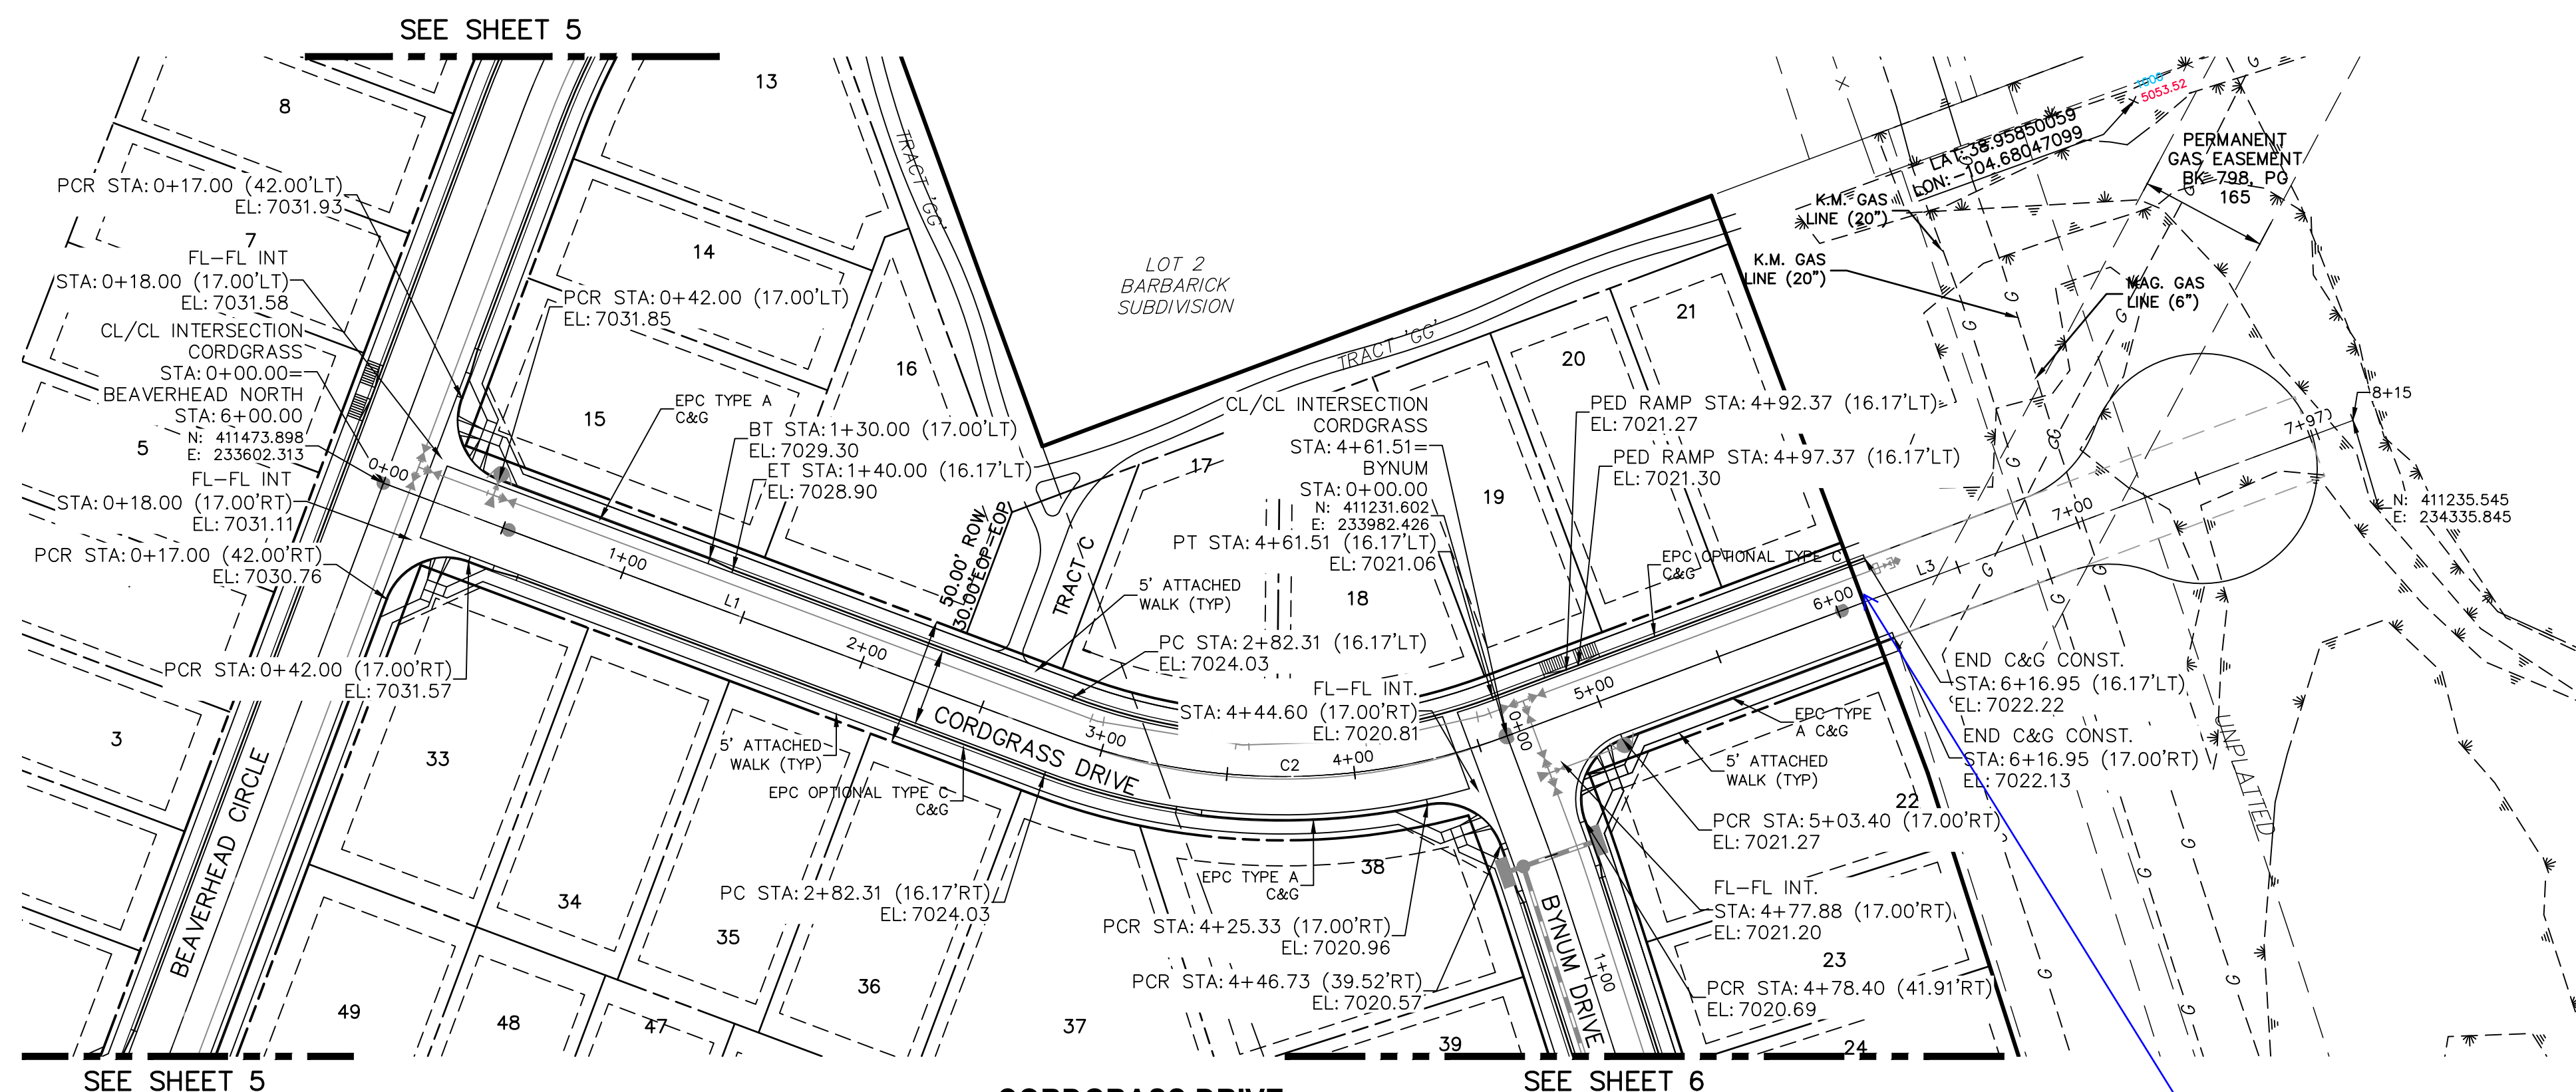 SEE SHEET 5
8
13
TRACT 'GG'
PCR STA: 0+17.00 (42.00'LT)
EL: 7031.93
7
FL-FL INT
STA: 0+18.00 (17.00'LT)
EL: 7031.58
CL/CL INTERSECTION
CORDGRASS
STA: 0+00.00=
BEAVERHEAD NORTH
STA: 6+00.00
N: 411473.898
E: 233602.313
5
FL-FL INT
STA: 0+18.00 (17.00'RT)
EL: 7031.11
PCR STA: 0+17.00 (42.00'RT)
EL: 7030.76
PCR STA: 0+42.00 (17.00'RT)
EL: 7031.57
3
BEAVERHEAD CIRCLE
14
PCR STA: 0+42.00 (17.00'LT)
EL: 7031.85
16
15
EPC TYPE A
C&G
BT STA: 1+30.00 (17.00'LT)
EL: 7029.30
ET STA: 1+40.00 (16.17'LT)
EL: 7028.90
0+00
1+00
L1
2+00
50.00' ROW
30.00'EOP-EOP
TRACT C
LOT 2
BARBARICK
SUBDIVISION
TRACT 'GG'
17
5' ATTACHED
WALK (TYP)
18
PC STA: 2+82.31 (16.17'LT)
EL: 7024.03
CL/CL INTERSECTION
CORDGRASS
STA: 4+61.51=
BYNUM
STA: 0+00.00
N: 411231.602
E: 233982.426
PT STA: 4+61.51 (16.17'LT)
EL: 7021.06
FL-FL INT.
STA: 4+44.60 (17.00'RT)
EL: 7020.81
19
20
21
PED RAMP STA: 4+92.37 (16.17'LT)
EL: 7021.27
PED RAMP STA: 4+97.37 (16.17'LT)
EL: 7021.30
EPC OPTIONAL TYPE C
C&G
1000
5053.52
LAT: 38.95850059
LON: -104.68047099
PERMANENT
GAS EASEMENT
BK 798, PG
165
K.M. GAS
LINE (20")
K.M. GAS
LINE (20")
MAG. GAS
LINE (6")
8+15
7+97
7+00
L3
6+00
5+00
N: 411235.545
E: 234335.845
END C&G CONST.
STA: 6+16.95 (16.17'LT)
EL: 7022.22
END C&G CONST.
STA: 6+16.95 (17.00'RT)
EL: 7022.13
UNPLATTED
EPC TYPE
A C&G
5' ATTACHED
WALK (TYP)
22
PCR STA: 5+03.40 (17.00'RT)
EL: 7021.27
FL-FL INT.
STA: 4+77.88 (17.00'RT)
EL: 7021.20
23
PCR STA: 4+78.40 (41.91'RT)
EL: 7020.69
24
0+00
1+00
BYNUM DRIVE
CORDGRASS DRIVE
3+00
C2
4+00
5' ATTACHED
WALK (TYP)
EPC OPTIONAL TYPE C
C&G
33
34
35
36
37
38
EPC TYPE A
C&G
PC STA: 2+82.31 (16.17'RT)
EL: 7024.03
PCR STA: 4+25.33 (17.00'RT)
EL: 7020.96
PCR STA: 4+46.73 (39.52'RT)
EL: 7020.57
39
49
48
47
SEE SHEET 5
CORDGRASS DRIVE
SEE SHEET 6